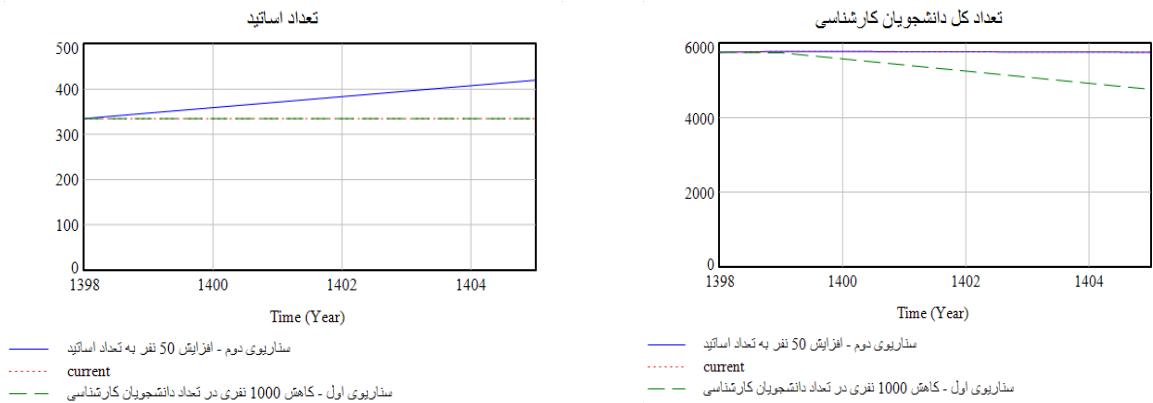 تعداد اساتید
500
400
300
200
100
0
1398
1400
1402
1404
Time (Year)
سناریوی دوم - افزایش 50 نفر به تعداد اساتید
current
سناریوی اول - کاهش 1000 نفری در تعداد دانشجویان کارشناسی
تعداد کل دانشجویان کارشناسی
6000
4000
2000
0
1398
1400
1402
1404
Time (Year)
سناریوی دوم - افزایش 50 نفر به تعداد اساتید
current
سناریوی اول - کاهش 1000 نفری در تعداد دانشجویان کارشناسی